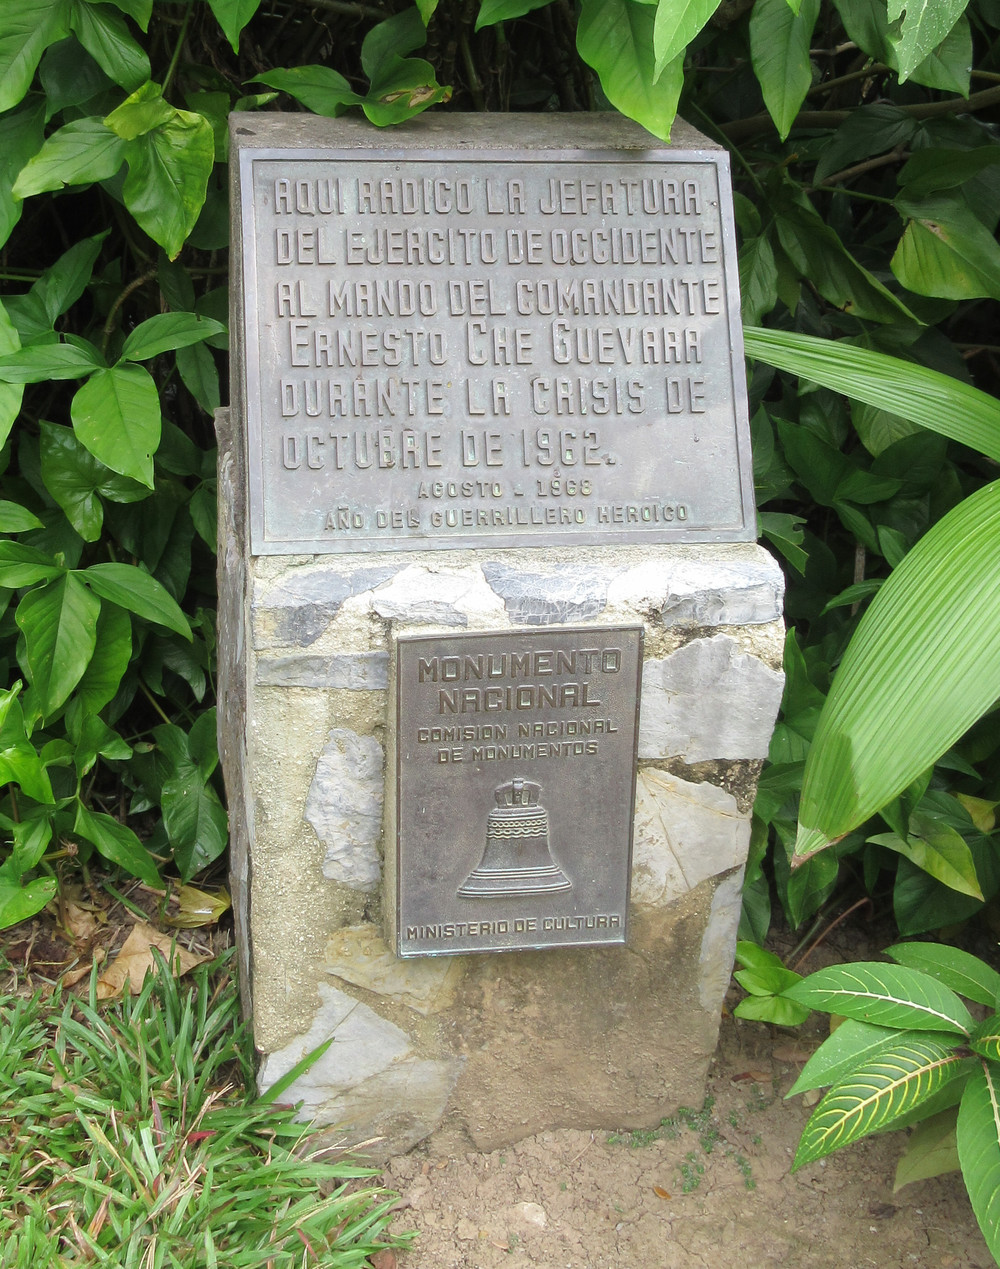 AQUI RADICO LA JEFATURA
DEL EJERCITO DE OCCIDENTE
AL MANDO DEL COMANDANTE
ERNESTO CHE GUEVARA
DURANTE LA CRISIS DE
OCTUBRE DE 1962.
AGOSTO - 1968
AÑO DEL GUERRILLERO HEROICO
MONUMENTO
NACIONAL
COMISION NACIONAL
DE MONUMENTOS
MINISTERIO DE CULTURA